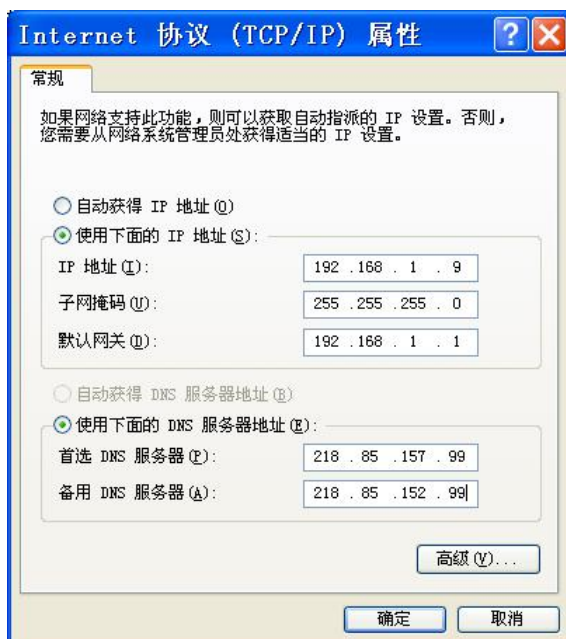 Internet 协议 (TCP/IP) 属性
常规
如果网络支持此功能，则可以获取自动指派的 IP 设置。否则，
您需要从网络系统管理员处获得适当的 IP 设置。
自动获得 IP 地址(O)
使用下面的 IP 地址(S):
IP 地址(I): 192 .168 . 1 . 9
子网掩码(U): 255 .255 .255 . 0
默认网关(D): 192 .168 . 1 . 1
自动获得 DNS 服务器地址(B)
使用下面的 DNS 服务器地址(E):
首选 DNS 服务器(P): 218 . 85 .157 . 99
备用 DNS 服务器(A): 218 . 85 .152 . 99
高级(V)...
确定 取消